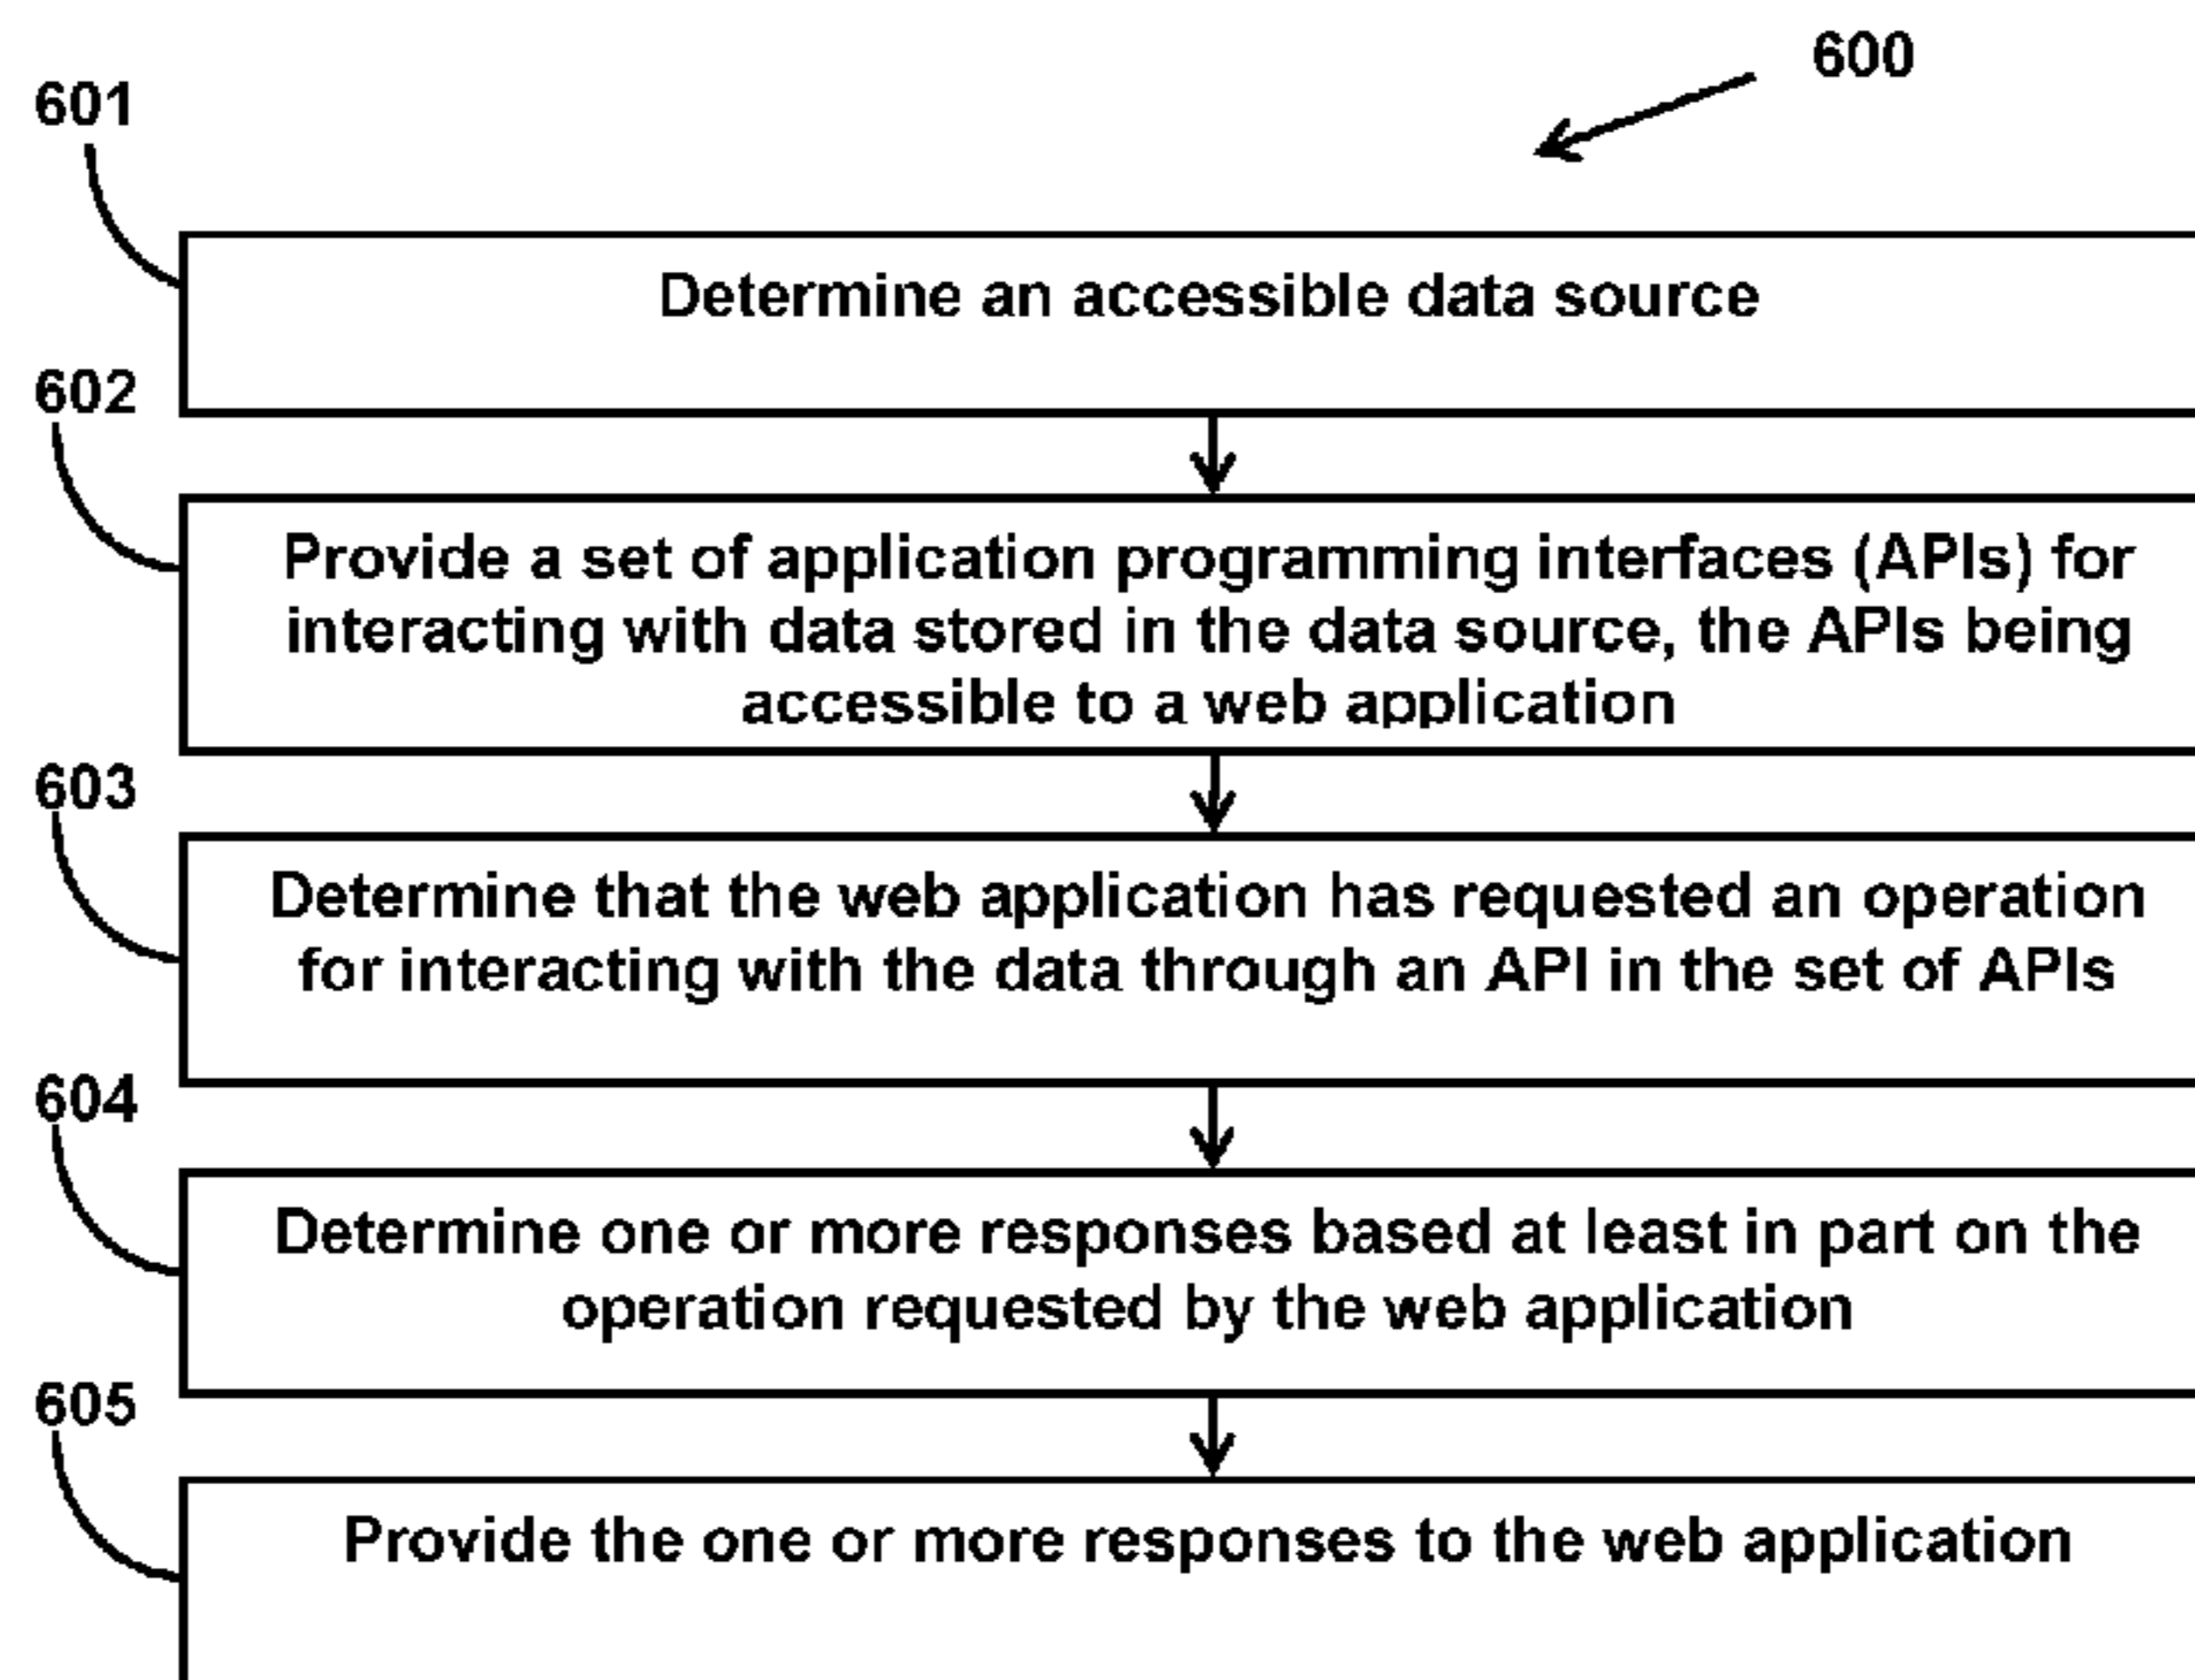 600
601
Determine an accessible data source
602
Provide a set of application programming interfaces (APIs) for
interacting with data stored in the data source, the APIs being
accessible to a web application
603
Determine that the web application has requested an operation
for interacting with the data through an API in the set of APIs
604
Determine one or more responses based at least in part on the
operation requested by the web application
605
Provide the one or more responses to the web application